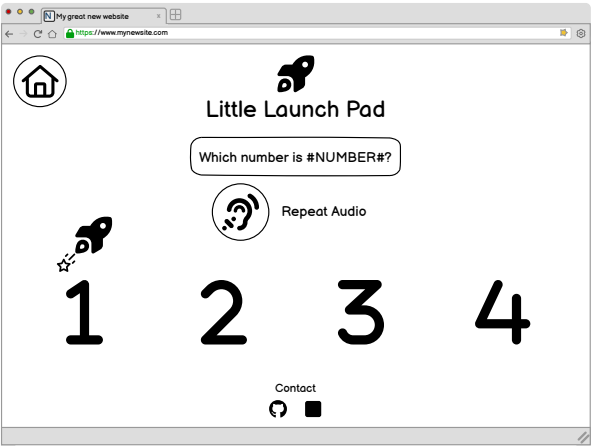 My great new website
https://www.mynewsite.com
Little Launch Pad
Which number is #NUMBER#?
Repeat Audio
1 2 3 4
Contact